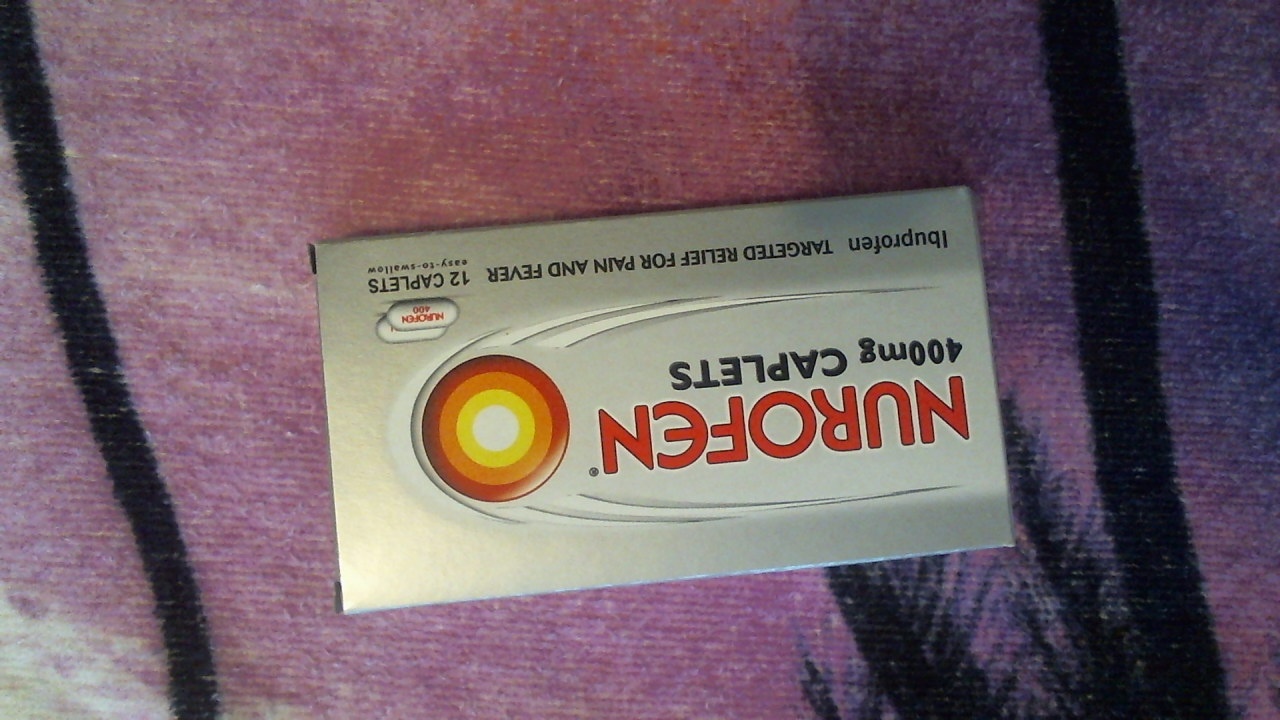 NUROFEN®
400mg CAPLETS
NUROFEN
400
12 CAPLETS
easy-to-swallow
Ibuprofen TARGETED RELIEF FOR PAIN AND FEVER